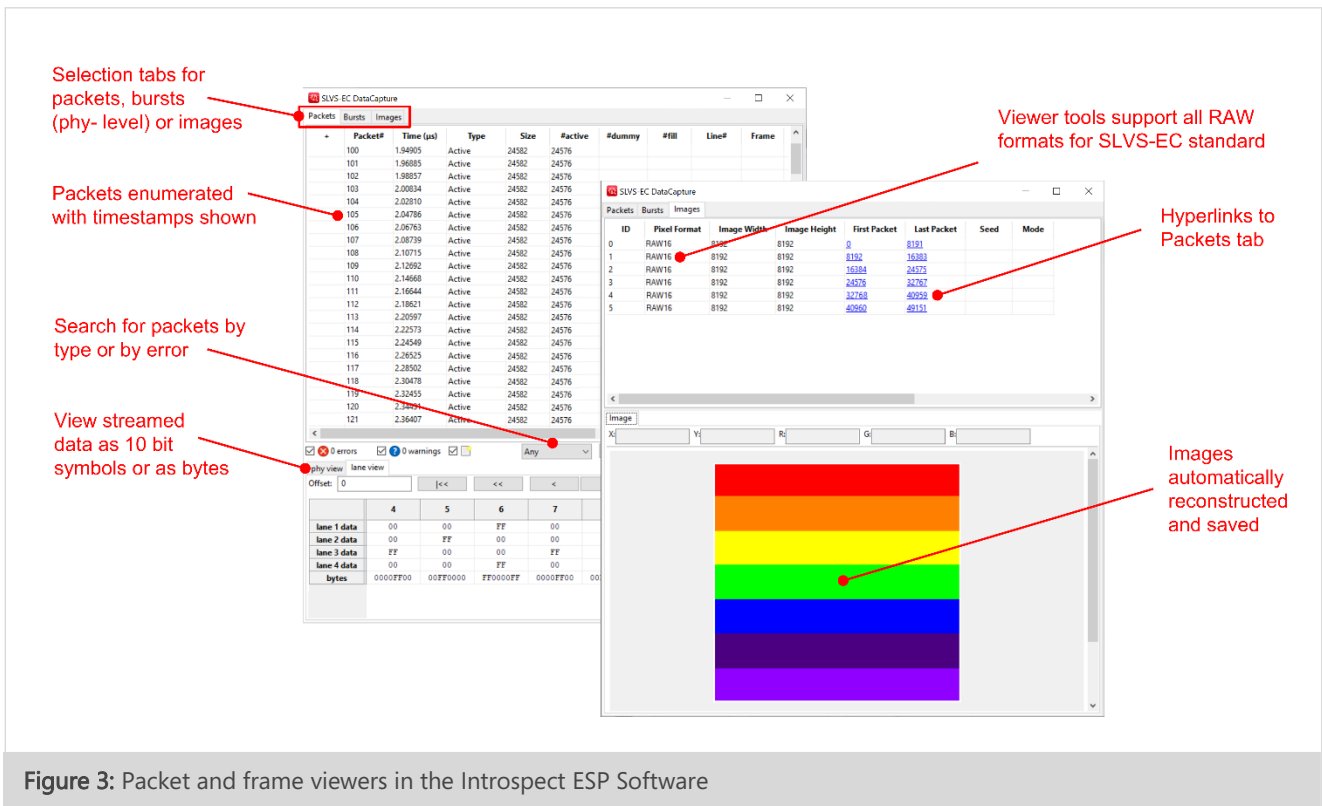 Selection tabs for
packets, bursts
(phy- level) or images
Packets enumerated
with timestamps shown
Search for packets by
type or by error
View streamed
data as 10 bit
symbols or as bytes
SLVS-EC DataCapture
Packets Bursts Images
+ Packet# Time (µs) Type Size #active #dummy #fill Line# Frame
100 1.94905 Active 24582 24576
101 1.96885 Active 24582 24576
102 1.98857 Active 24582 24576
103 2.00834 Active 24582 24576
104 2.02810 Active 24582 24576
105 2.04786 Active 24582 24576
106 2.06763 Active 24582 24576
107 2.08739 Active 24582 24576
108 2.10715 Active 24582 24576
109 2.12692 Active 24582 24576
110 2.14668 Active 24582 24576
111 2.16644 Active 24582 24576
112 2.18621 Active 24582 24576
113 2.20597 Active 24582 24576
114 2.22573 Active 24582 24576
115 2.24549 Active 24582 24576
116 2.26525 Active 24582 24576
117 2.28502 Active 24582 24576
118 2.30478 Active 24582 24576
119 2.32455 Active 24582 24576
120 Active 24582 24576
121 2.36407 Active 24582 24576
0 errors 0 warnings Any
phy view lane view
Offset: 0 |<< << <
4 5 6 7
lane 1 data 00 00 FF 00
lane 2 data 00 FF 00 00
lane 3 data FF 00 00 FF
lane 4 data 00 00 FF 00
bytes 0000FF00 00FF0000 FF0000FF 0000FF00
SLVS-EC DataCapture
Packets Bursts Images
ID Pixel Format Image Width Image Height First Packet Last Packet Seed Mode
0 RAW16 8192 8192 0 8191
1 RAW16 8192 8192 8192 16383
2 RAW16 8192 8192 16384 24575
3 RAW16 8192 8192 24576 32767
4 RAW16 8192 8192 32768 40959
5 RAW16 8192 8192 40960 49151
Image
X: Y: R: G: B:
Viewer tools support all RAW
formats for SLVS-EC standard
Hyperlinks to
Packets tab
Images
automatically
reconstructed
and saved
Figure 3: Packet and frame viewers in the Introspect ESP Software